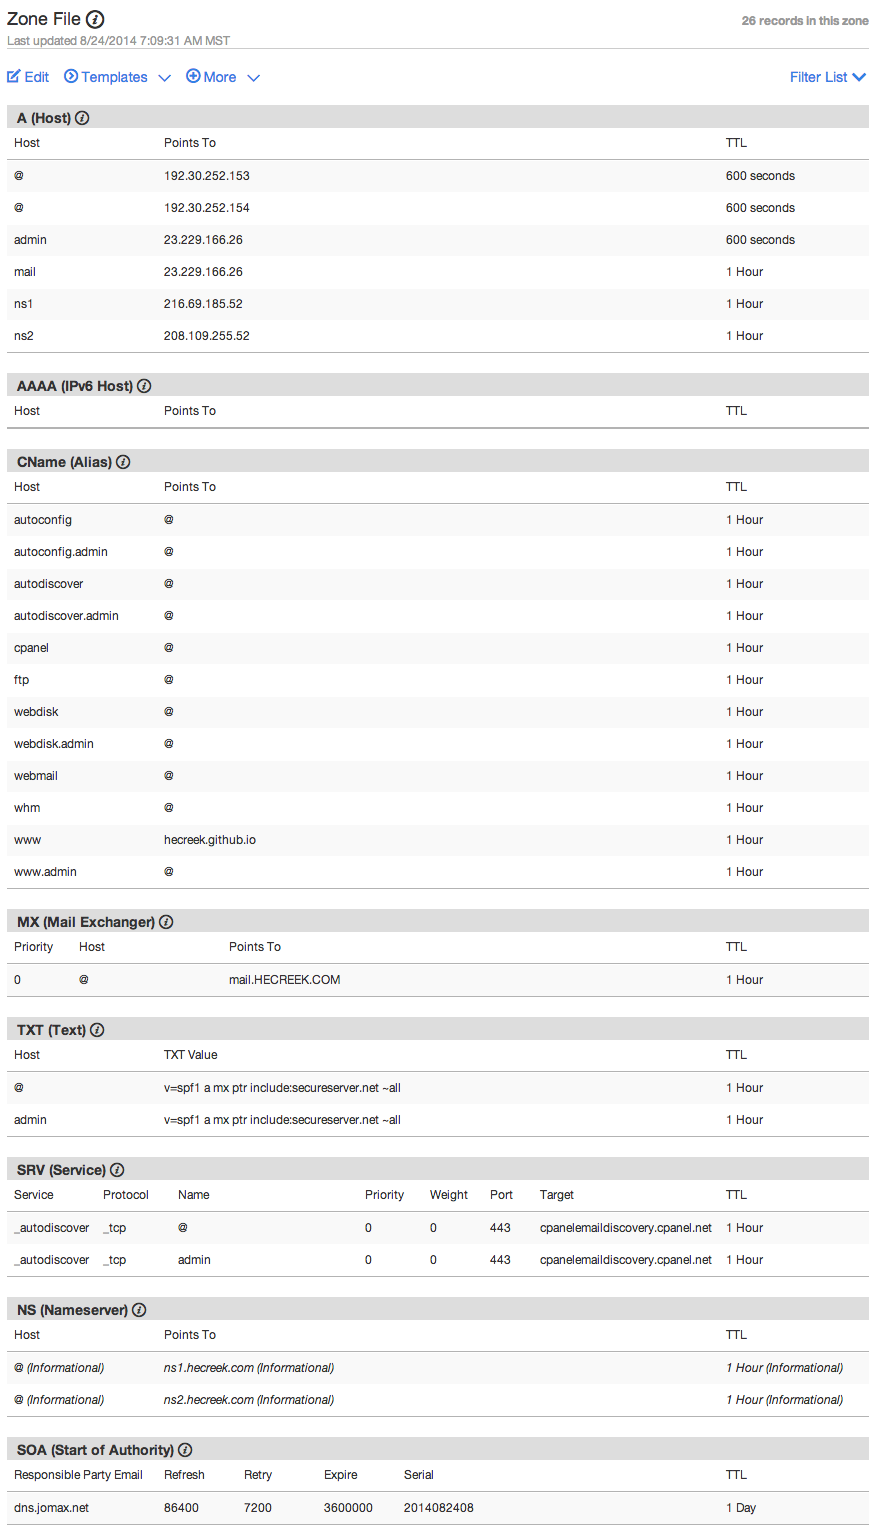 Zone File
26 records in this zone
Last updated 8/24/2014 7:09:31 AM MST
Edit Templates More Filter List
A (Host)
Host Points To TTL
@ 192.30.252.153 600 seconds
@ 192.30.252.154 600 seconds
admin 23.229.166.26 600 seconds
mail 23.229.166.26 1 Hour
ns1 216.69.185.52 1 Hour
ns2 208.109.255.52 1 Hour
AAAA (IPv6 Host)
Host Points To TTL
CName (Alias)
Host Points To TTL
autoconfig @ 1 Hour
autoconfig.admin @ 1 Hour
autodiscover @ 1 Hour
autodiscover.admin @ 1 Hour
cpanel @ 1 Hour
ftp @ 1 Hour
webdisk @ 1 Hour
webdisk.admin @ 1 Hour
webmail @ 1 Hour
whm @ 1 Hour
www hecreek.github.io 1 Hour
www.admin @ 1 Hour
MX (Mail Exchanger)
Priority Host Points To TTL
0 @ mail.HECREEK.COM 1 Hour
TXT (Text)
Host TXT Value TTL
@ v=spf1 a mx ptr include:secureserver.net ~all 1 Hour
admin v=spf1 a mx ptr include:secureserver.net ~all 1 Hour
SRV (Service)
Service Protocol Name Priority Weight Port Target TTL
_autodiscover _tcp @ 0 0 443 cpanelemaildiscovery.cpanel.net 1 Hour
_autodiscover _tcp admin 0 0 443 cpanelemaildiscovery.cpanel.net 1 Hour
NS (Nameserver)
Host Points To TTL
@ (Informational) ns1.hecreek.com (Informational) 1 Hour (Informational)
@ (Informational) ns2.hecreek.com (Informational) 1 Hour (Informational)
SOA (Start of Authority)
Responsible Party Email Refresh Retry Expire Serial TTL
dns.jomax.net 86400 7200 3600000 2014082408 1 Day